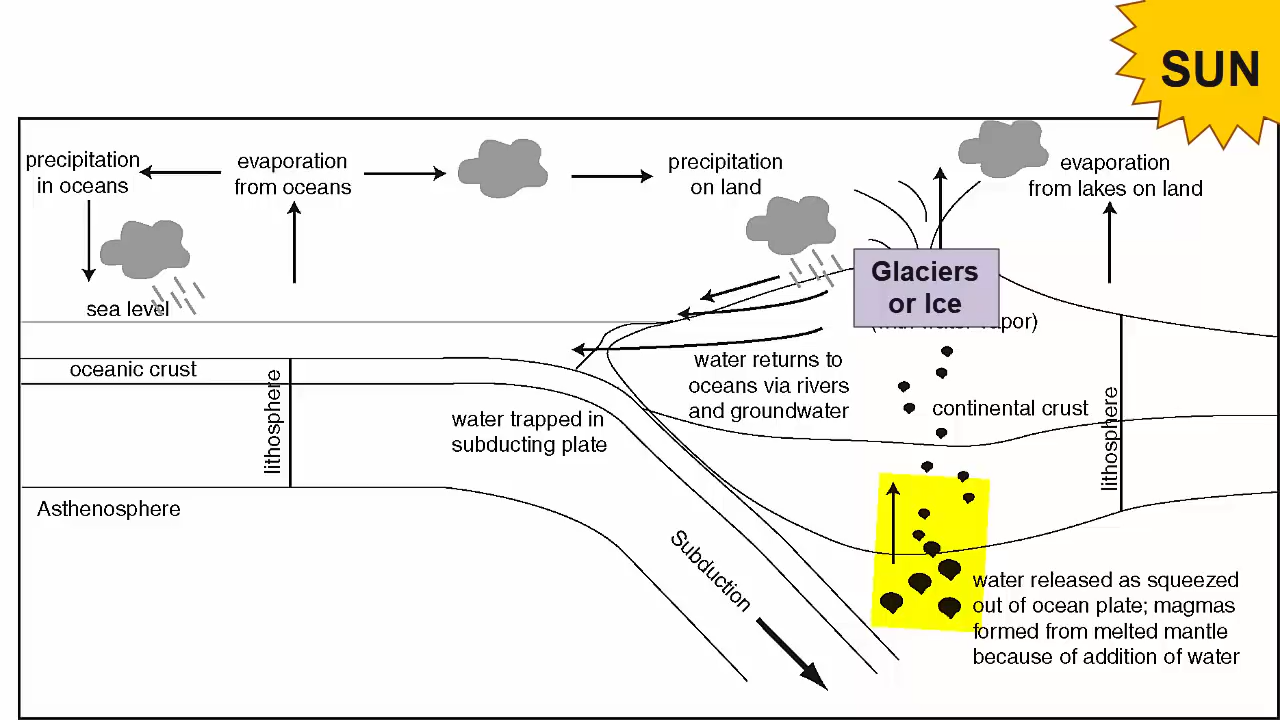 SUN
precipitation
in oceans
evaporation
from oceans
precipitation
on land
evaporation
from lakes on land
sea level
Glaciers
or Ice
oceanic crust
lithosphere
water returns to
oceans via rivers
and groundwater
water trapped in
subducting plate
continental crust
lithosphere
Asthenosphere
Subduction
water released as squeezed
out of ocean plate; magmas
formed from melted mantle
because of addition of water